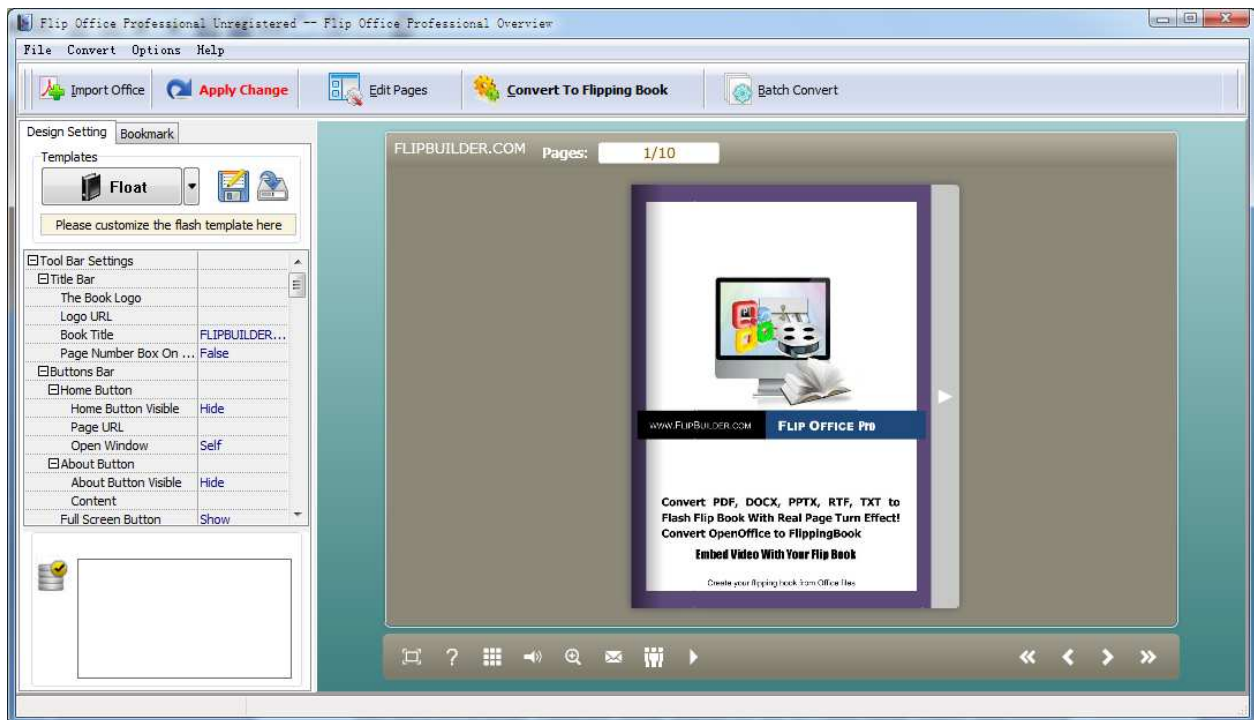 Flip Office Professional Unregistered -- Flip Office Professional Overview
File Convert Options Help
Import Office Apply Change Edit Pages Convert To Flipping Book Batch Convert
Design Setting Bookmark
Templates
Float
Please customize the flash template here
Tool Bar Settings
Title Bar
The Book Logo
Logo URL
Book Title FLIPBUILDER...
Page Number Box On ... False
Buttons Bar
Home Button
Home Button Visible Hide
Page URL
Open Window Self
About Button
About Button Visible Hide
Content
Full Screen Button Show
FLIPBUILDER.COM Pages: 1/10
www.FlipBuilder.com Flip Office Pro
Convert PDF, DOCX, PPTX, RTF, TXT to
Flash Flip Book With Real Page Turn Effect!
Convert OpenOffice to FlippingBook
Embed Video With Your Flip Book
Create your flipping book from Office files